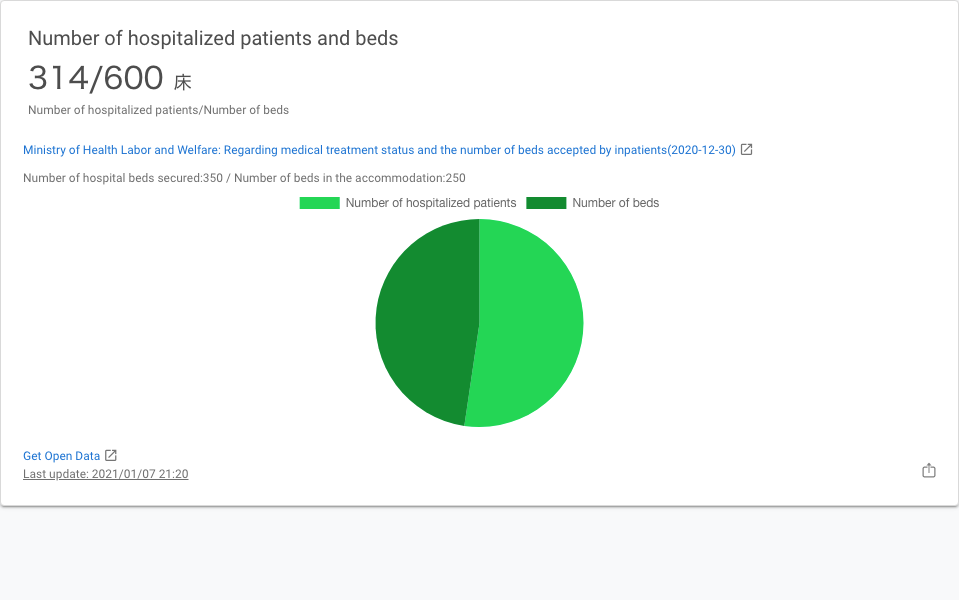 Number of hospitalized patients and beds
314/600 床
Number of hospitalized patients/Number of beds
Ministry of Health Labor and Welfare: Regarding medical treatment status and the number of beds accepted by inpatients(2020-12-30)
Number of hospital beds secured:350 / Number of beds in the accommodation:250
Number of hospitalized patients Number of beds
Get Open Data
Last update: 2021/01/07 21:20